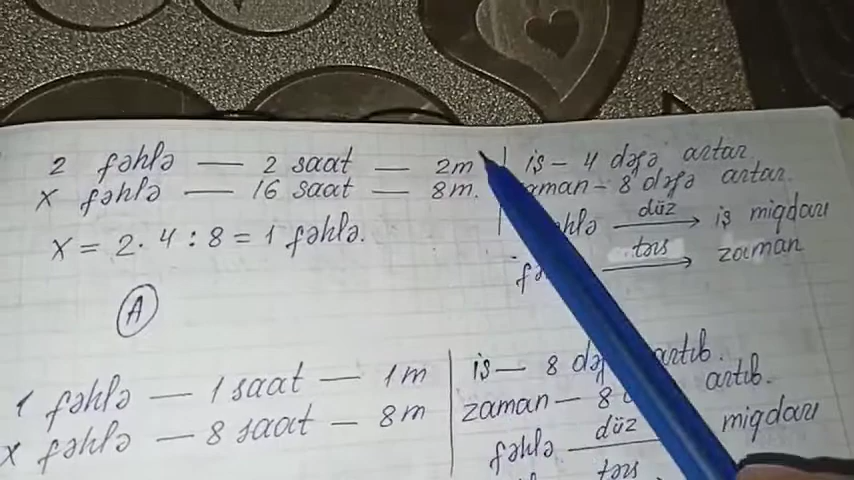 2 fəhlə — 2 saat — 2m
x fəhlə — 16 saat — 8m.
x = 2 · 4 : 8 = 1 fəhlə.
A
iş – 4 dəfə artar
zaman – 8 dəfə artar.
düz
iş miqdarı
tərs
zaman
1 fəhlə — 1 saat — 1m
x fəhlə — 8 saat — 8m
iş — 8 artıb.
zaman — 8 artıb.
fəhlə düz miqdarı
tərs